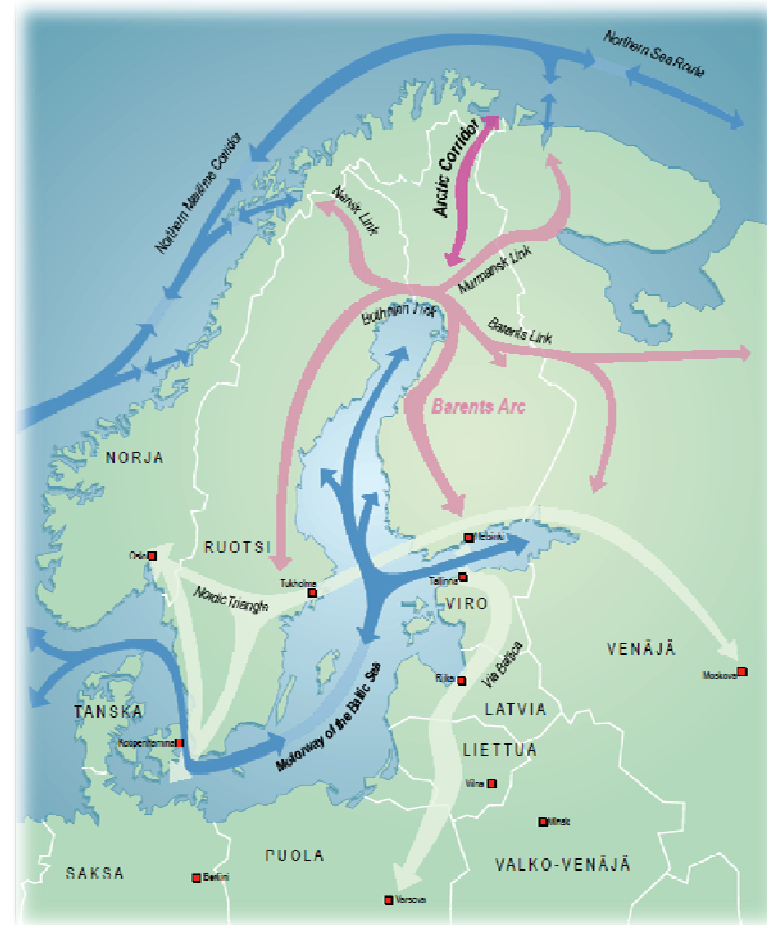 Northern Sea Route
Northern Maritime Corridor
Arctic Corridor
Narvik Link
Murmansk Link
Bothnian Link
Barents Link
Barents Arc
NORJA
RUOTSI
Oslo
Helsinki
Tukholma
Tallinna
Nordic Triangle
VIRO
VENÄJÄ
Moskova
Riika
Via Baltica
TANSKA
Motorway of the Baltic Sea
LATVIA
Kööpenhamina
LIETTUA
Vilna
Minsk
PUOLA
VALKO-VENÄJÄ
SAKSA
Berliini
Varsova